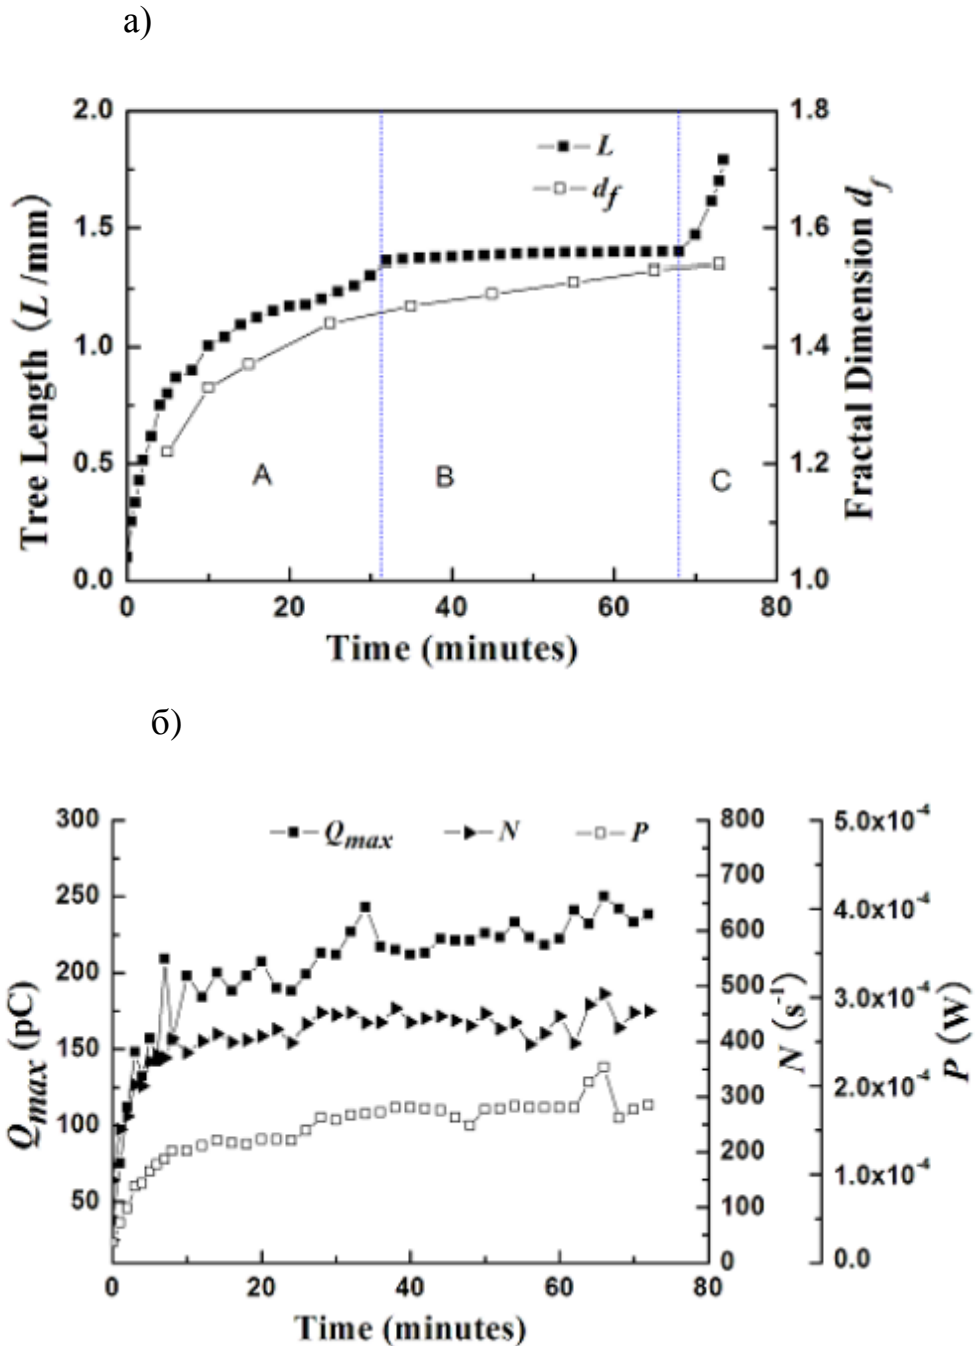 а)
2.0
1.5
1.0
0.5
0.0
Tree Length (L /mm)
L
d_f
A
B
C
1.8
1.6
1.4
1.2
1.0
Fractal Dimension d_f
0
20
40
60
80
Time (minutes)
б)
300
250
200
150
100
50
Q_max (pC)
Q_max
N
P
800
700
600
500
400
300
200
100
0
N (s⁻¹)
5.0x10⁻⁴
4.0x10⁻⁴
3.0x10⁻⁴
2.0x10⁻⁴
1.0x10⁻⁴
0.0
P (W)
0
20
40
60
80
Time (minutes)